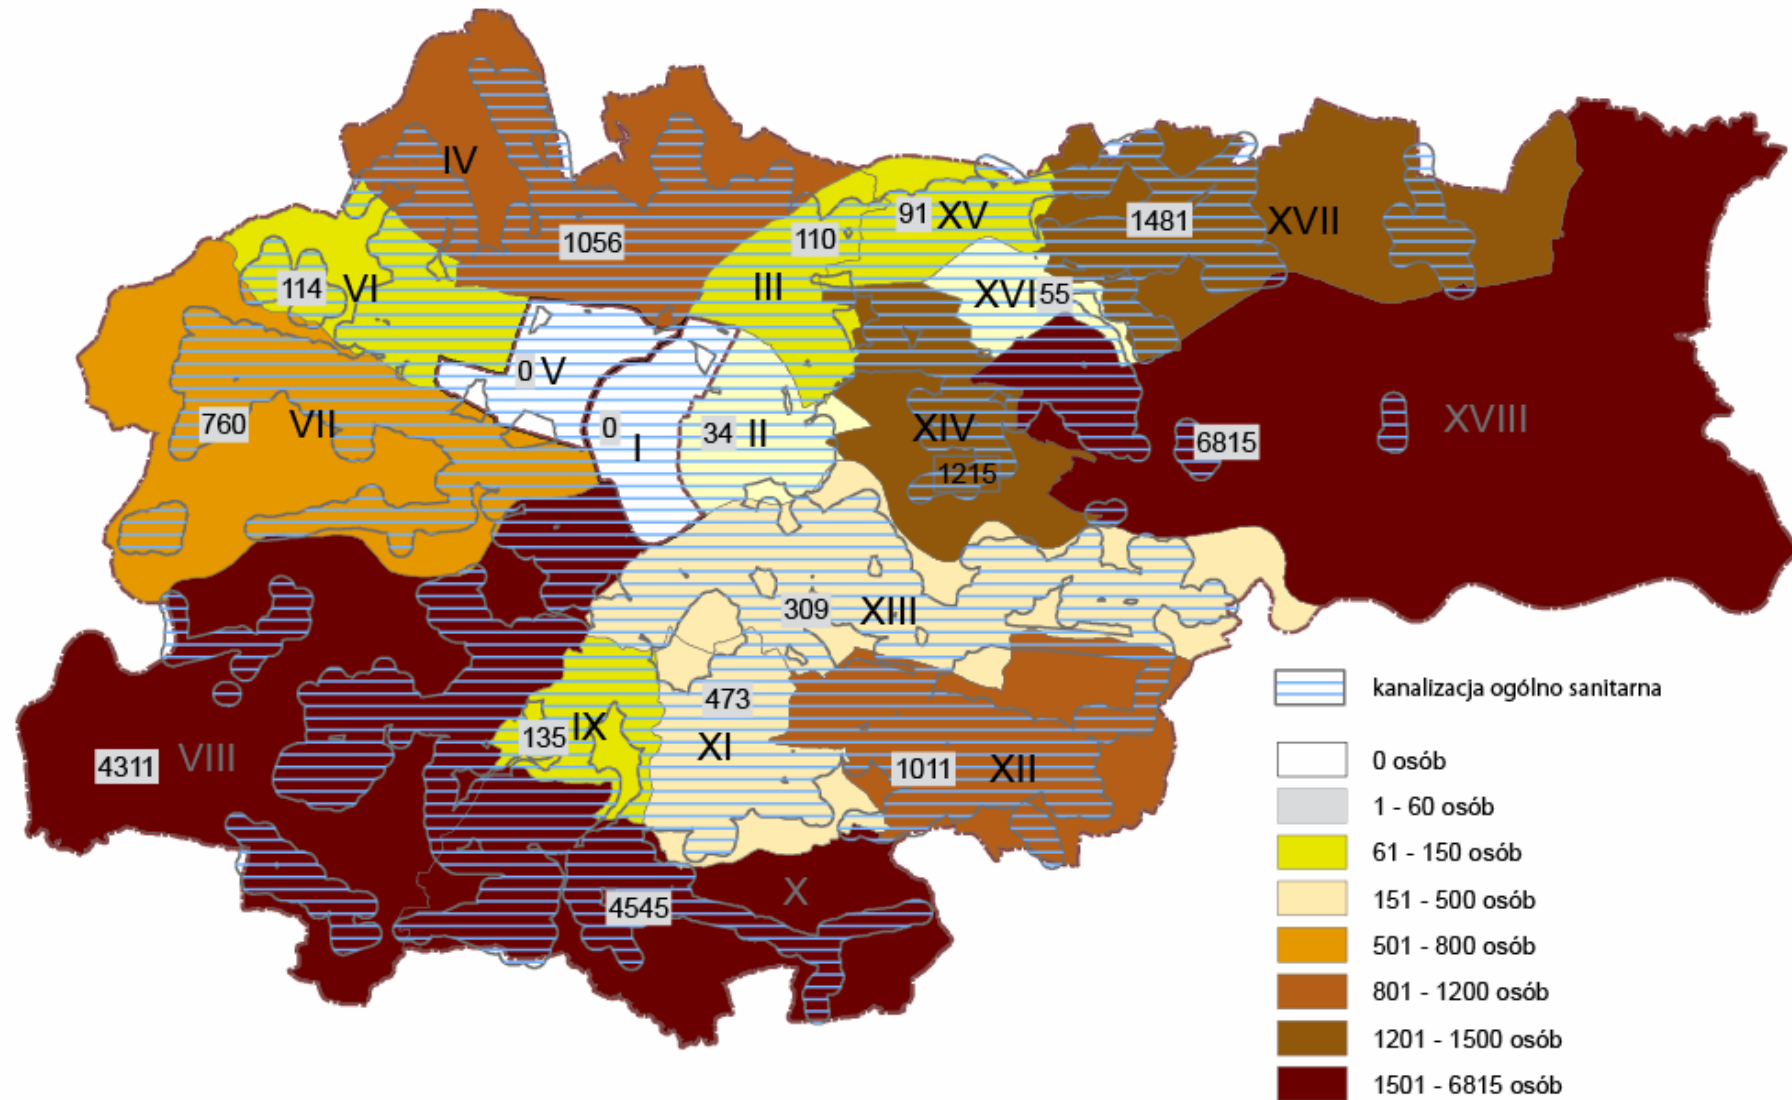 IV
1056
91 XV
110
III
1481
XVII
XVI 55
114 VI
0 V
760 VII
0 I
34 II
XIV
1215
6815
XVIII
309 XIII
473
XI
135 IX
1011 XII
4311 VIII
4545
X
kanalizacja ogólno sanitarna
0 osób
1 - 60 osób
61 - 150 osób
151 - 500 osób
501 - 800 osób
801 - 1200 osób
1201 - 1500 osób
1501 - 6815 osób